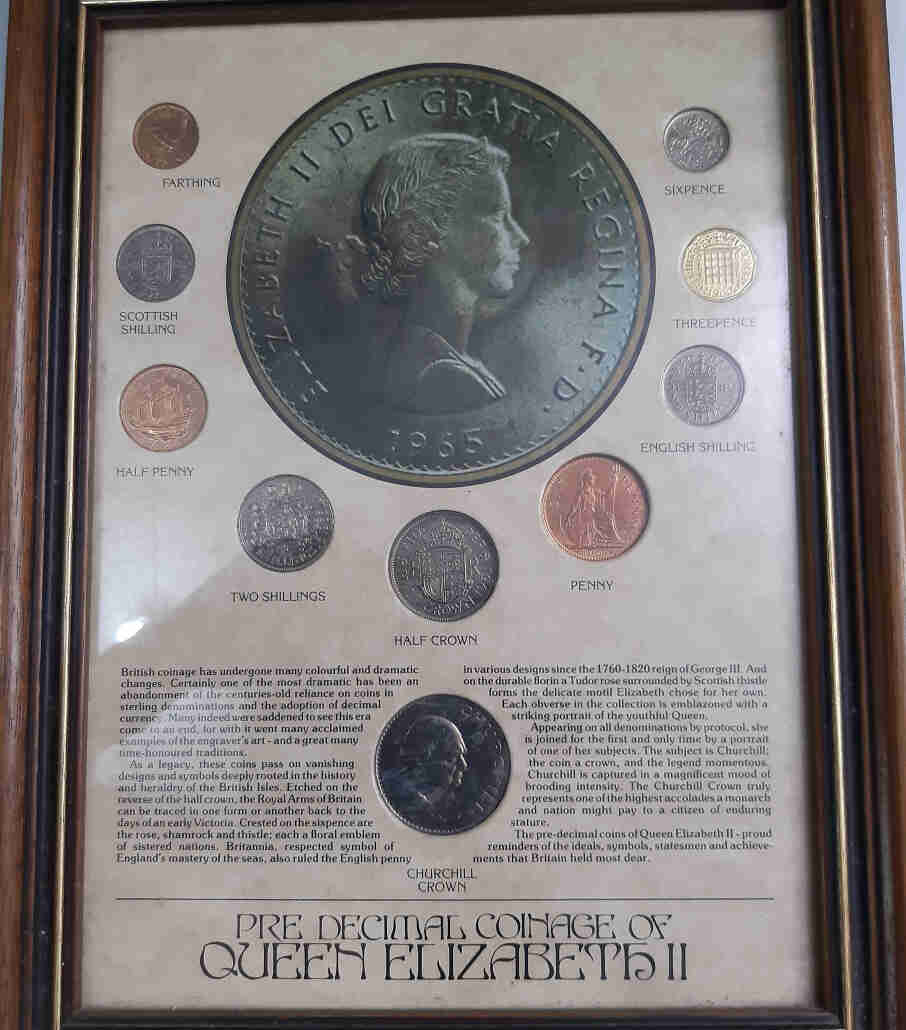 ZABETH II DEI GRATIA REGINA F.D.
1965
FARTHING
SIXPENCE
SCOTTISH
SHILLING
THREEPENCE
HALF PENNY
ENGLISH SHILLING
TWO SHILLINGS
PENNY
HALF CROWN
British coinage has undergone many colourful and dramatic
changes. Certainly one of the most dramatic has been an
abandonment of the centuries-old reliance on coins in
sterling denominations and the adoption of decimal
currency. Many indeed were saddened to see this era
come to an end, for with it went many acclaimed
examples of the engraver's art - and a great many
time-honoured traditions.
As a legacy, these coins pass on vanishing
designs and symbols deeply rooted in the history
and heraldry of the British Isles. Etched on the
reverse of the half crown, the Royal Arms of Britain
can be traced in one form or another back to the
days of an early Victoria. Crested on the sixpence are
the rose, shamrock and thistle; each a floral emblem
of sistered nations. Britannia, respected symbol of
England's mastery of the seas, also ruled the English penny
in various designs since the 1760-1820 reign of George III. And
on the durable florin a Tudor rose surrounded by Scottish thistle
forms the delicate motif Elizabeth chose for her own.
Each obverse in the collection is emblazoned with a
striking portrait of the youthful Queen.
Appearing on all denominations by protocol, she
is joined for the first and only time by a portrait
of one of her subjects. The subject is Churchill;
the coin a crown, and the legend momentous.
Churchill is captured in a magnificent mood of
brooding intensity. The Churchill Crown truly
represents one of the highest accolades a monarch
and nation might pay to a citizen of enduring
stature.
The pre-decimal coins of Queen Elizabeth II - proud
reminders of the ideals, symbols, statesmen and achieve-
ments that Britain held most dear.
CHURCHILL
CHURCHILL
CROWN
PRE DECIMAL COINAGE OF
QUEEN ELIZABETH II